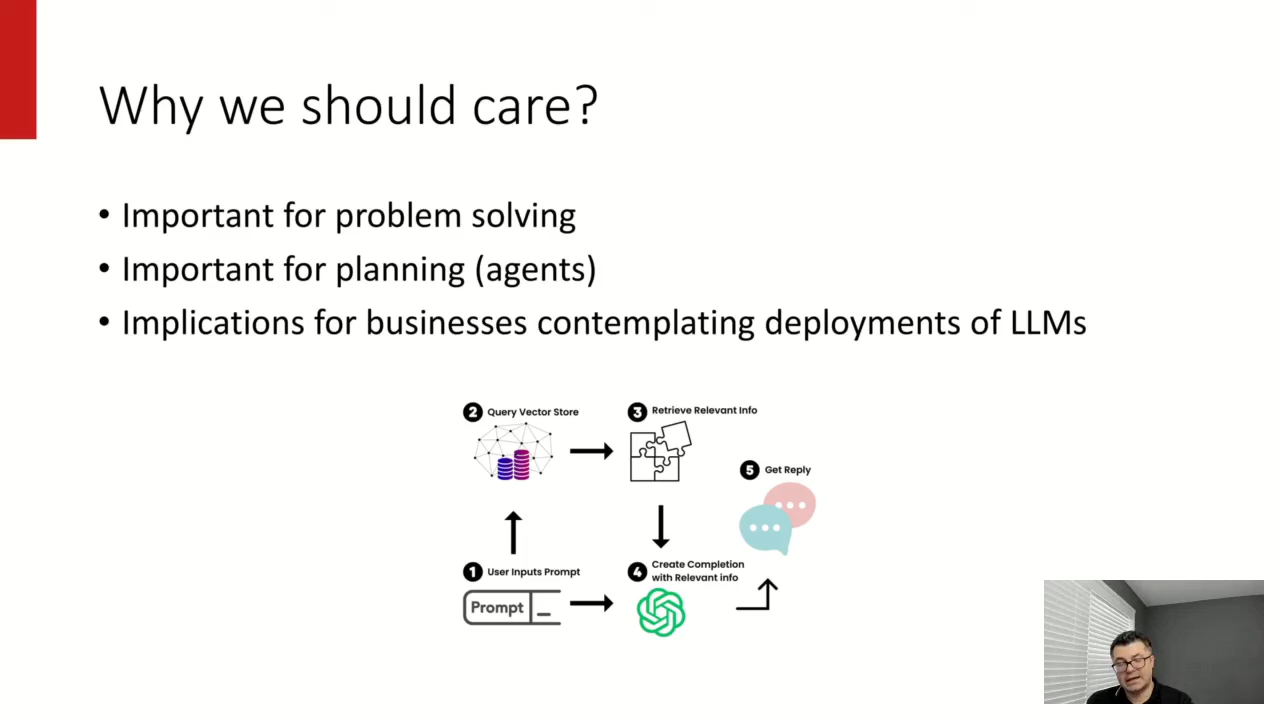 Why we should care?
• Important for problem solving
• Important for planning (agents)
• Implications for businesses contemplating deployments of LLMs
2 Query Vector Store
3 Retrieve Relevant Info
5 Get Reply
1 User Inputs Prompt
4 Create Completion
with Relevant info
Prompt _